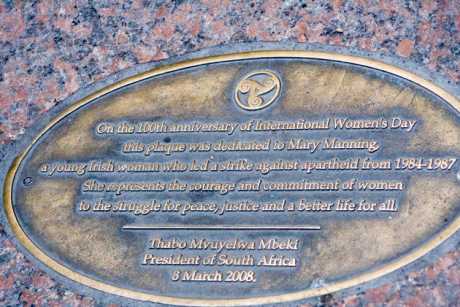 On the 100th anniversary of International Women's Day
this plaque was dedicated to Mary Manning,
a young Irish woman who led a strike against apartheid from 1984-1987
She represents the courage and commitment of women
to the struggle for peace, justice and a better life for all.
Thabo Mvuyelwa Mbeki
President of South Africa
8 March 2008.